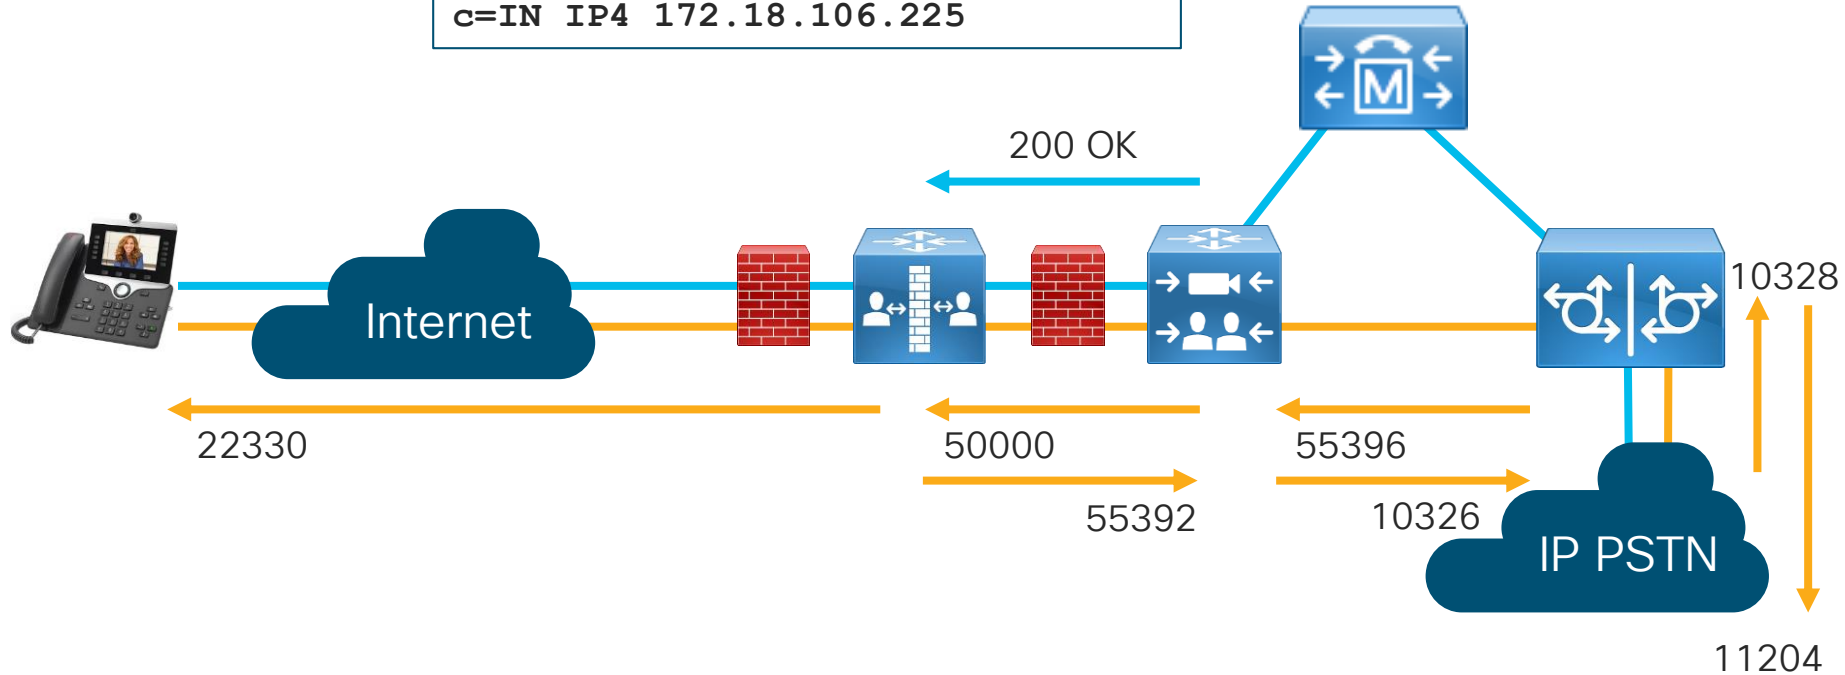 c=IN IP4 172.18.106.225
M
200 OK
10328
Internet
22330
50000
55396
55392
10326
IP PSTN
11204